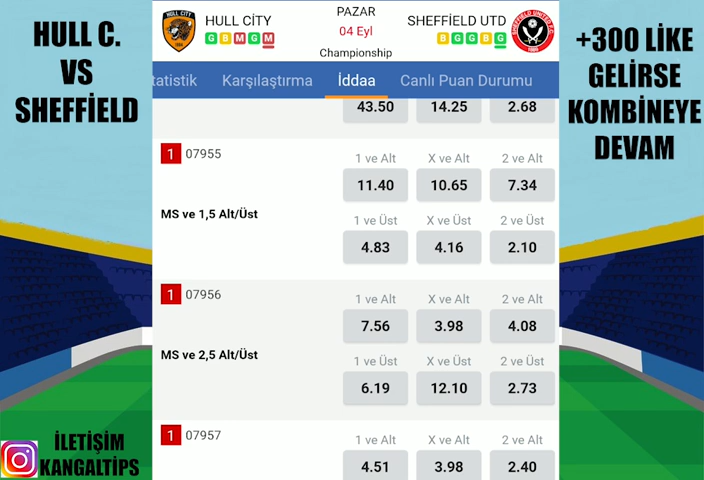 HULL C.
VS
SHEFFİELD
HULL CİTY
G B M G M
PAZAR
04 Eyl
Championship
SHEFFİELD UTD
B G G B G
+300 LİKE
GELİRSE
KOMBİNEYE
DEVAM
tatistik Karşılaştırma İddaa Canlı Puan Durumu
43.50 14.25 2.68
1 07955
1 ve Alt X ve Alt 2 ve Alt
11.40 10.65 7.34
MS ve 1,5 Alt/Üst
1 ve Üst X ve Üst 2 ve Üst
4.83 4.16 2.10
1 07956
1 ve Alt X ve Alt 2 ve Alt
7.56 3.98 4.08
MS ve 2,5 Alt/Üst
1 ve Üst X ve Üst 2 ve Üst
6.19 12.10 2.73
1 07957
1 ve Alt X ve Alt 2 ve Alt
4.51 3.98 2.40
İLETİŞİM
KANGALTİPS